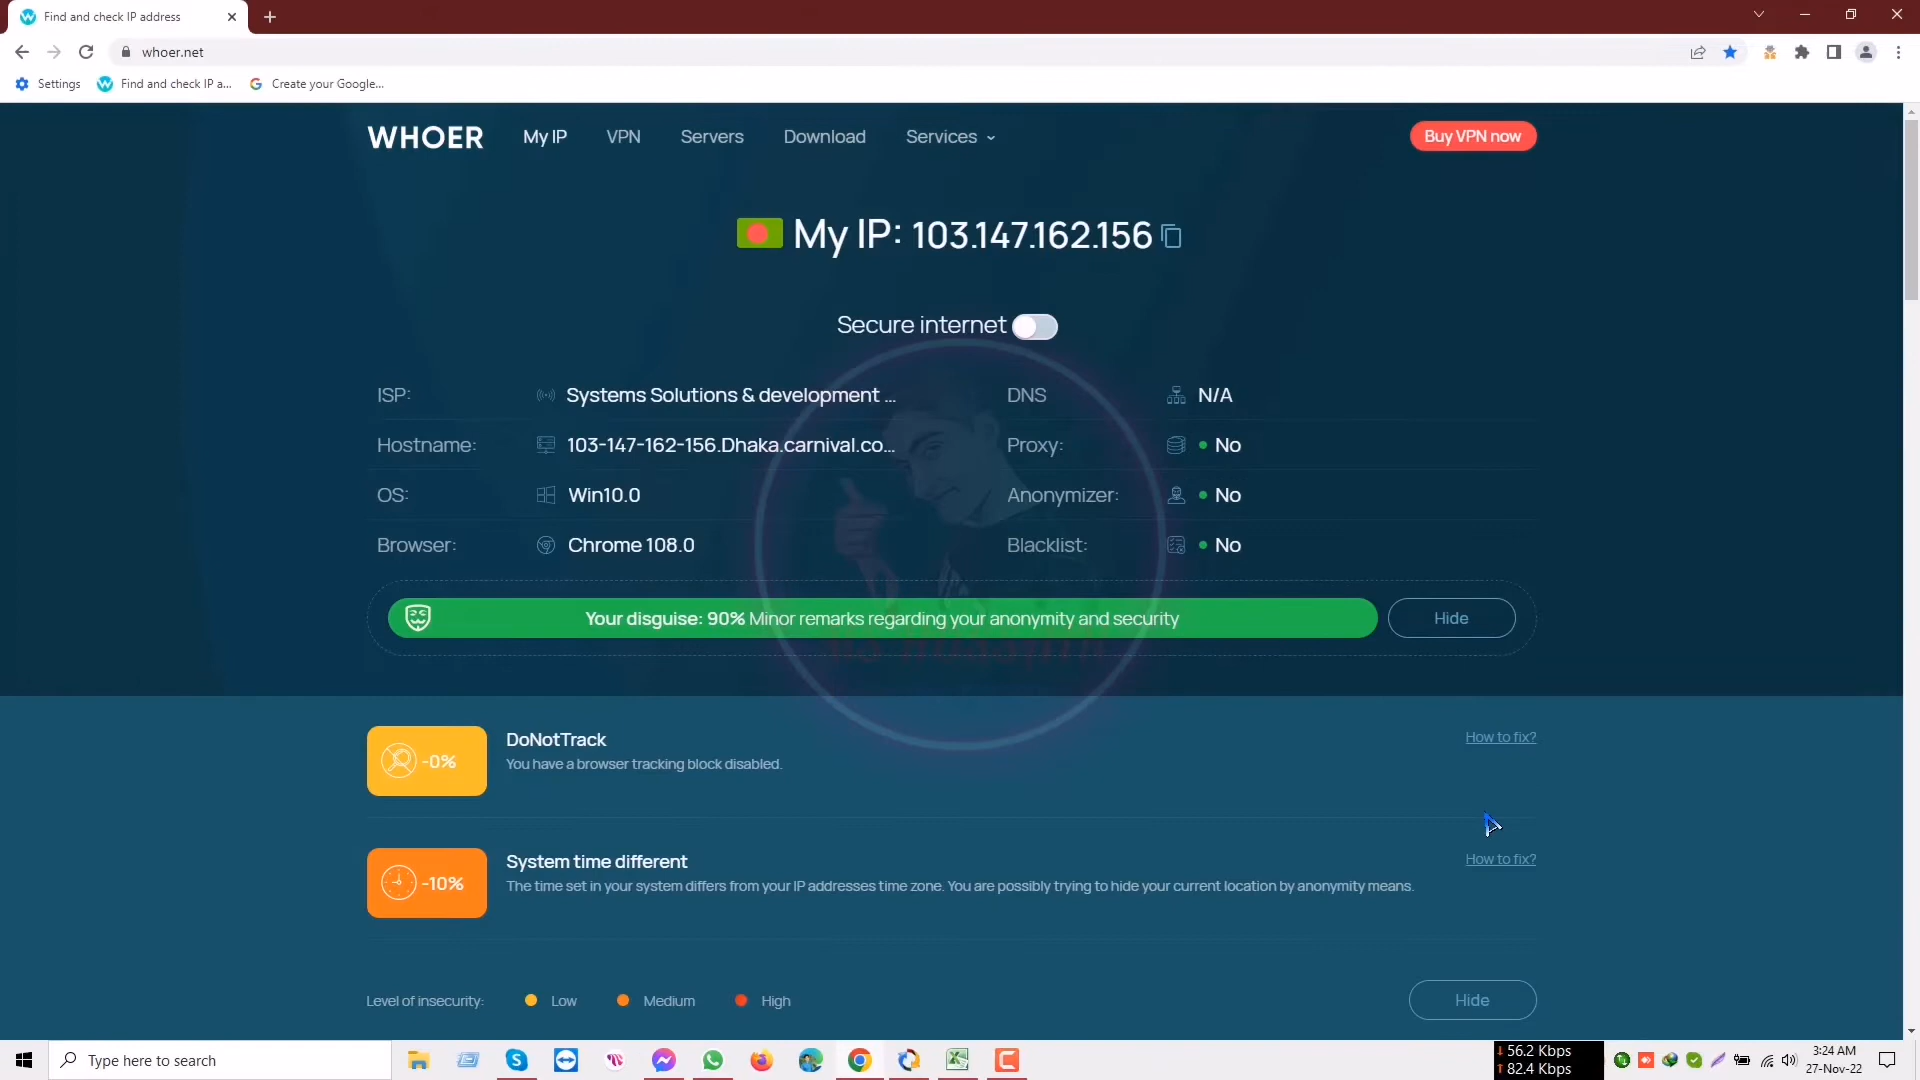 Find and check IP address
whoer.net
Settings
Find and check IP a...
Create your Google...
WHOER
My IP
VPN
Servers
Download
Services
Buy VPN now
My IP: 103.147.162.156
Secure internet
ISP: Systems Solutions & development ...
DNS N/A
Hostname: 103-147-162-156.Dhaka.carnival.co...
Proxy: No
OS: Win10.0
Anonymizer: No
Browser: Chrome 108.0
Blacklist: No
Your disguise: 90% Minor remarks regarding your anonymity and security
Hide
-0%
DoNotTrack
You have a browser tracking block disabled.
How to fix?
-10%
System time different
The time set in your system differs from your IP addresses time zone. You are possibly trying to hide your current location by anonymity means.
How to fix?
Level of insecurity: Low Medium High
Hide
Type here to search
56.2 Kbps
82.4 Kbps
3:24 AM
27-Nov-22